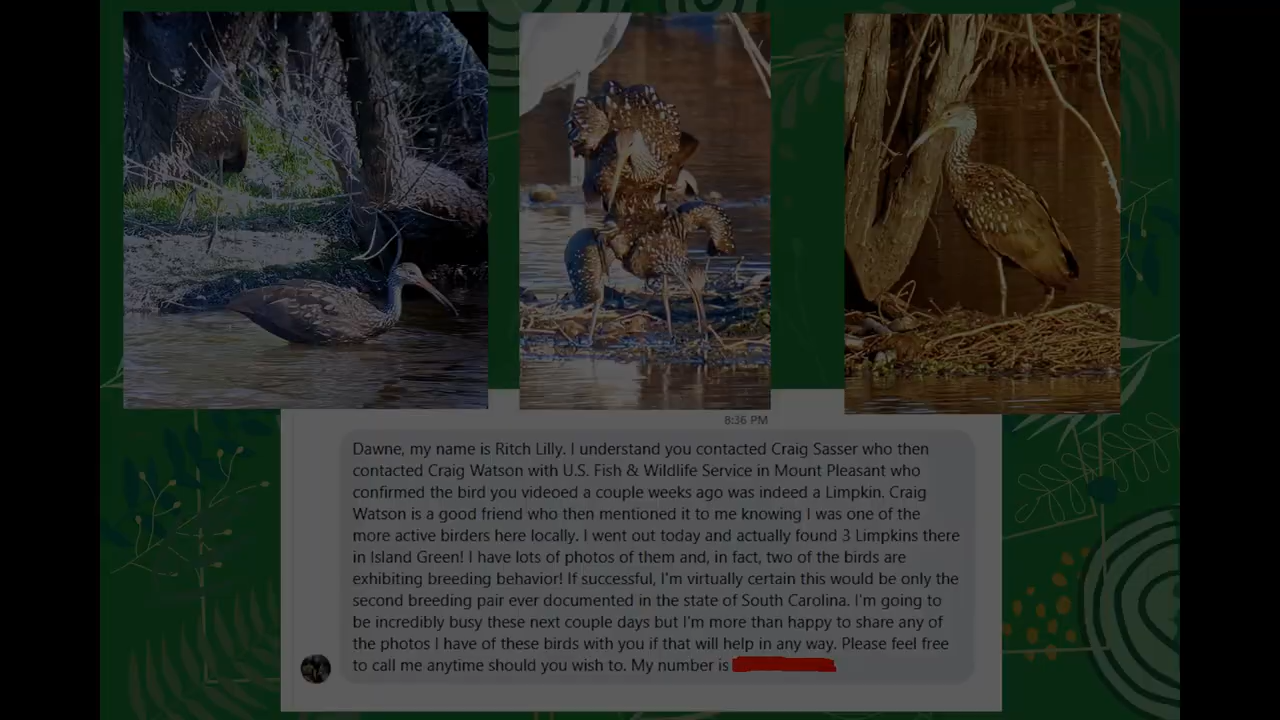 8:36 PM
Dawne, my name is Ritch Lilly. I understand you contacted Craig Sasser who then
contacted Craig Watson with U.S. Fish & Wildlife Service in Mount Pleasant who
confirmed the bird you videoed a couple weeks ago was indeed a Limpkin. Craig
Watson is a good friend who then mentioned it to me knowing I was one of the
more active birders here locally. I went out today and actually found 3 Limpkins there
in Island Green! I have lots of photos of them and, in fact, two of the birds are
exhibiting breeding behavior! If successful, I'm virtually certain this would be only the
second breeding pair ever documented in the state of South Carolina. I'm going to
be incredibly busy these next couple days but I'm more than happy to share any of
the photos I have of these birds with you if that will help in any way. Please feel free
to call me anytime should you wish to. My number is